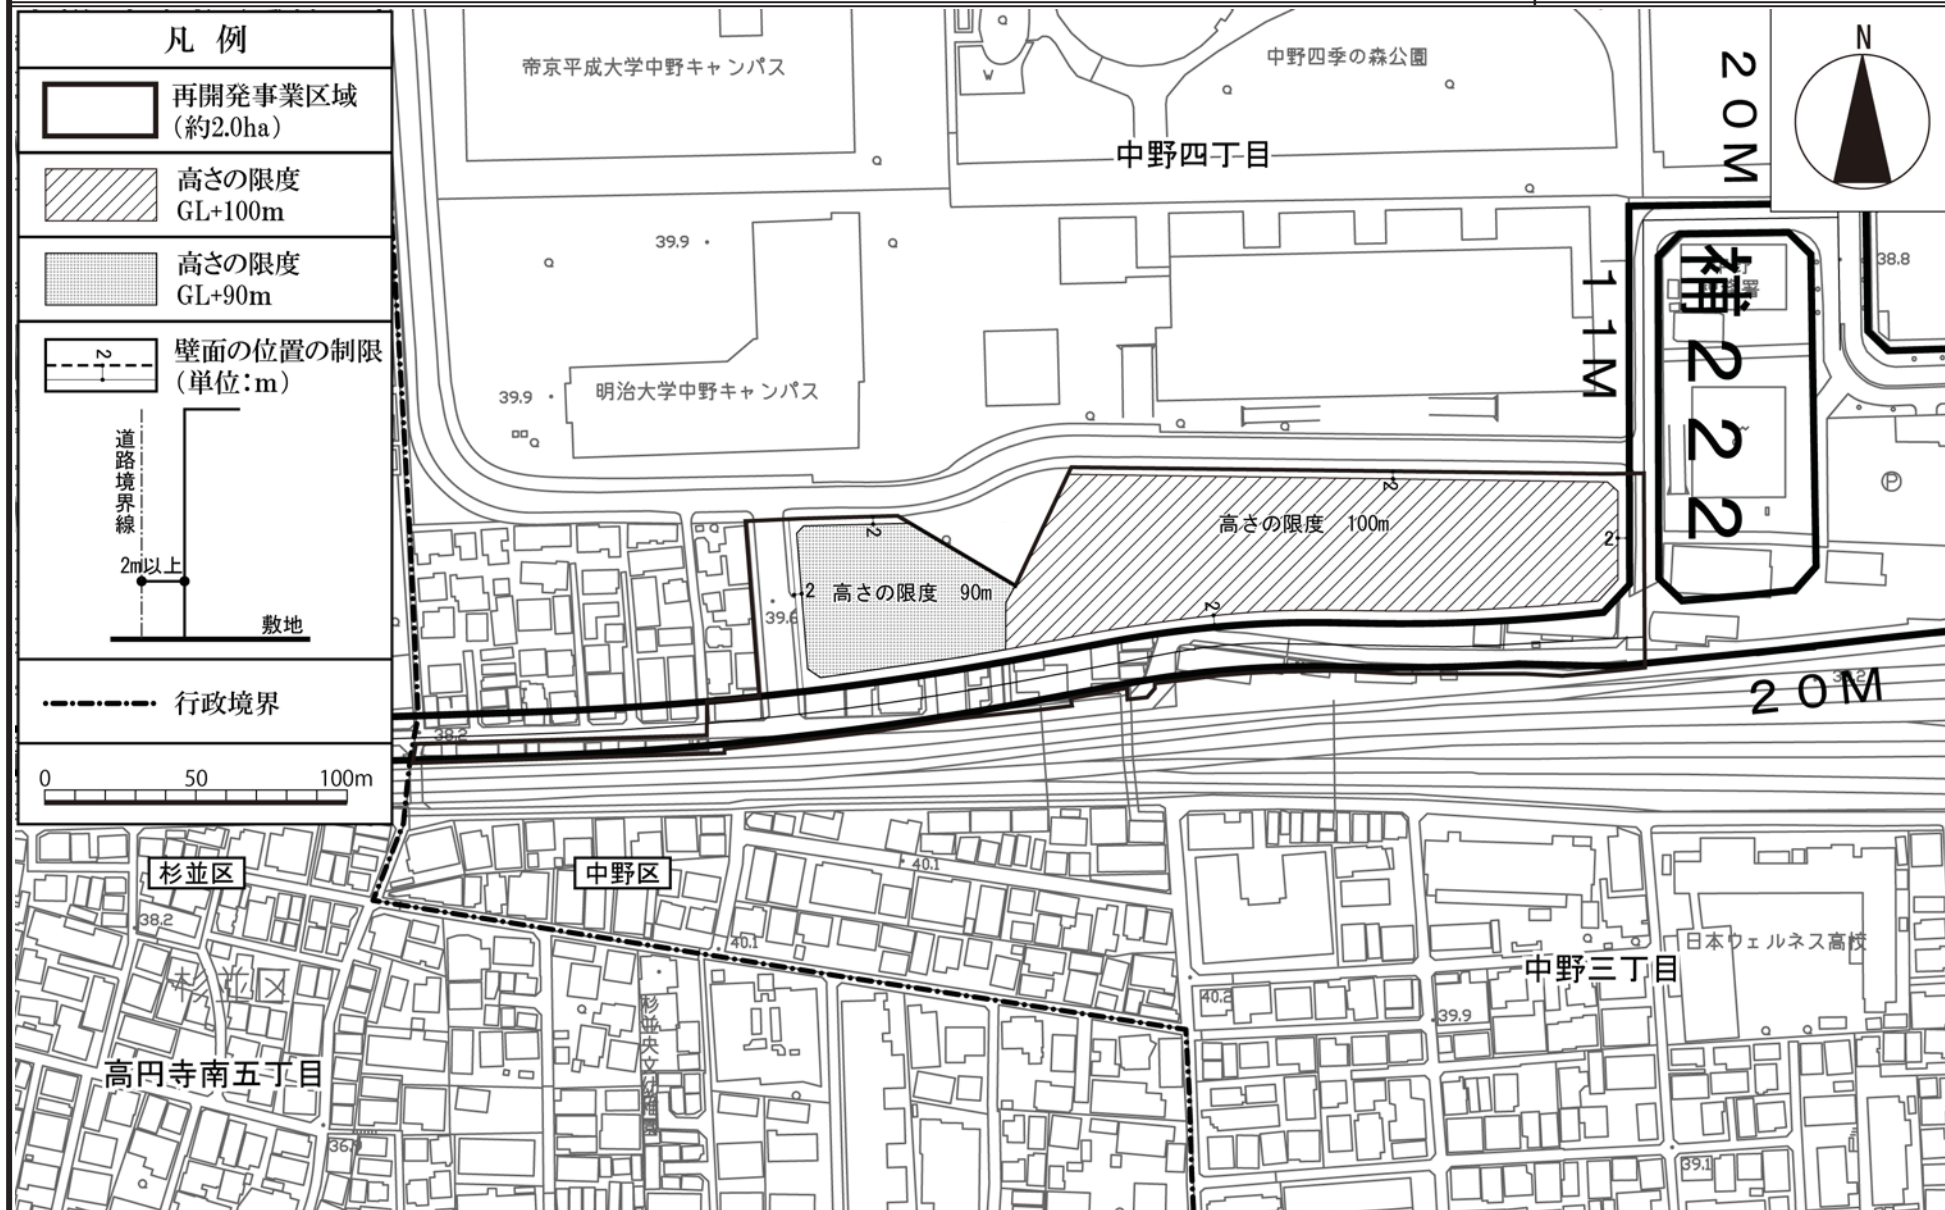 凡 例
再開発事業区域
（約2.0ha）
高さの限度
GL+100m
高さの限度
GL+90m
2
壁面の位置の制限
（単位：m）
道路境界線
2m以上
敷地
行政境界
0 50 100m
帝京平成大学中野キャンパス
中野四季の森公園
W
中野四丁目
20M
N
39.9
38.8
11M
補222
39.9
明治大学中野キャンパス
P
2
高さの限度 100m
2
2
2
高さの限度 90m
2
39.6
2
20M
38.2
杉並区
中野区
40.1
38.2
40.1
杉並区
日本ウェルネス高校
中野三丁目
40.2
39.9
高円寺南五丁目
36.9
39.1